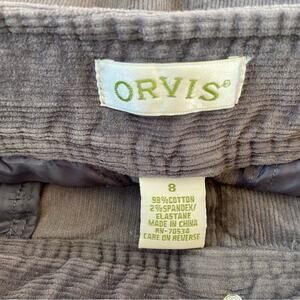 ORVIS®
8
98% COTTON
2% SPANDEX/
ELASTANE
MADE IN CHINA
RN-70534
CARE ON REVERSE